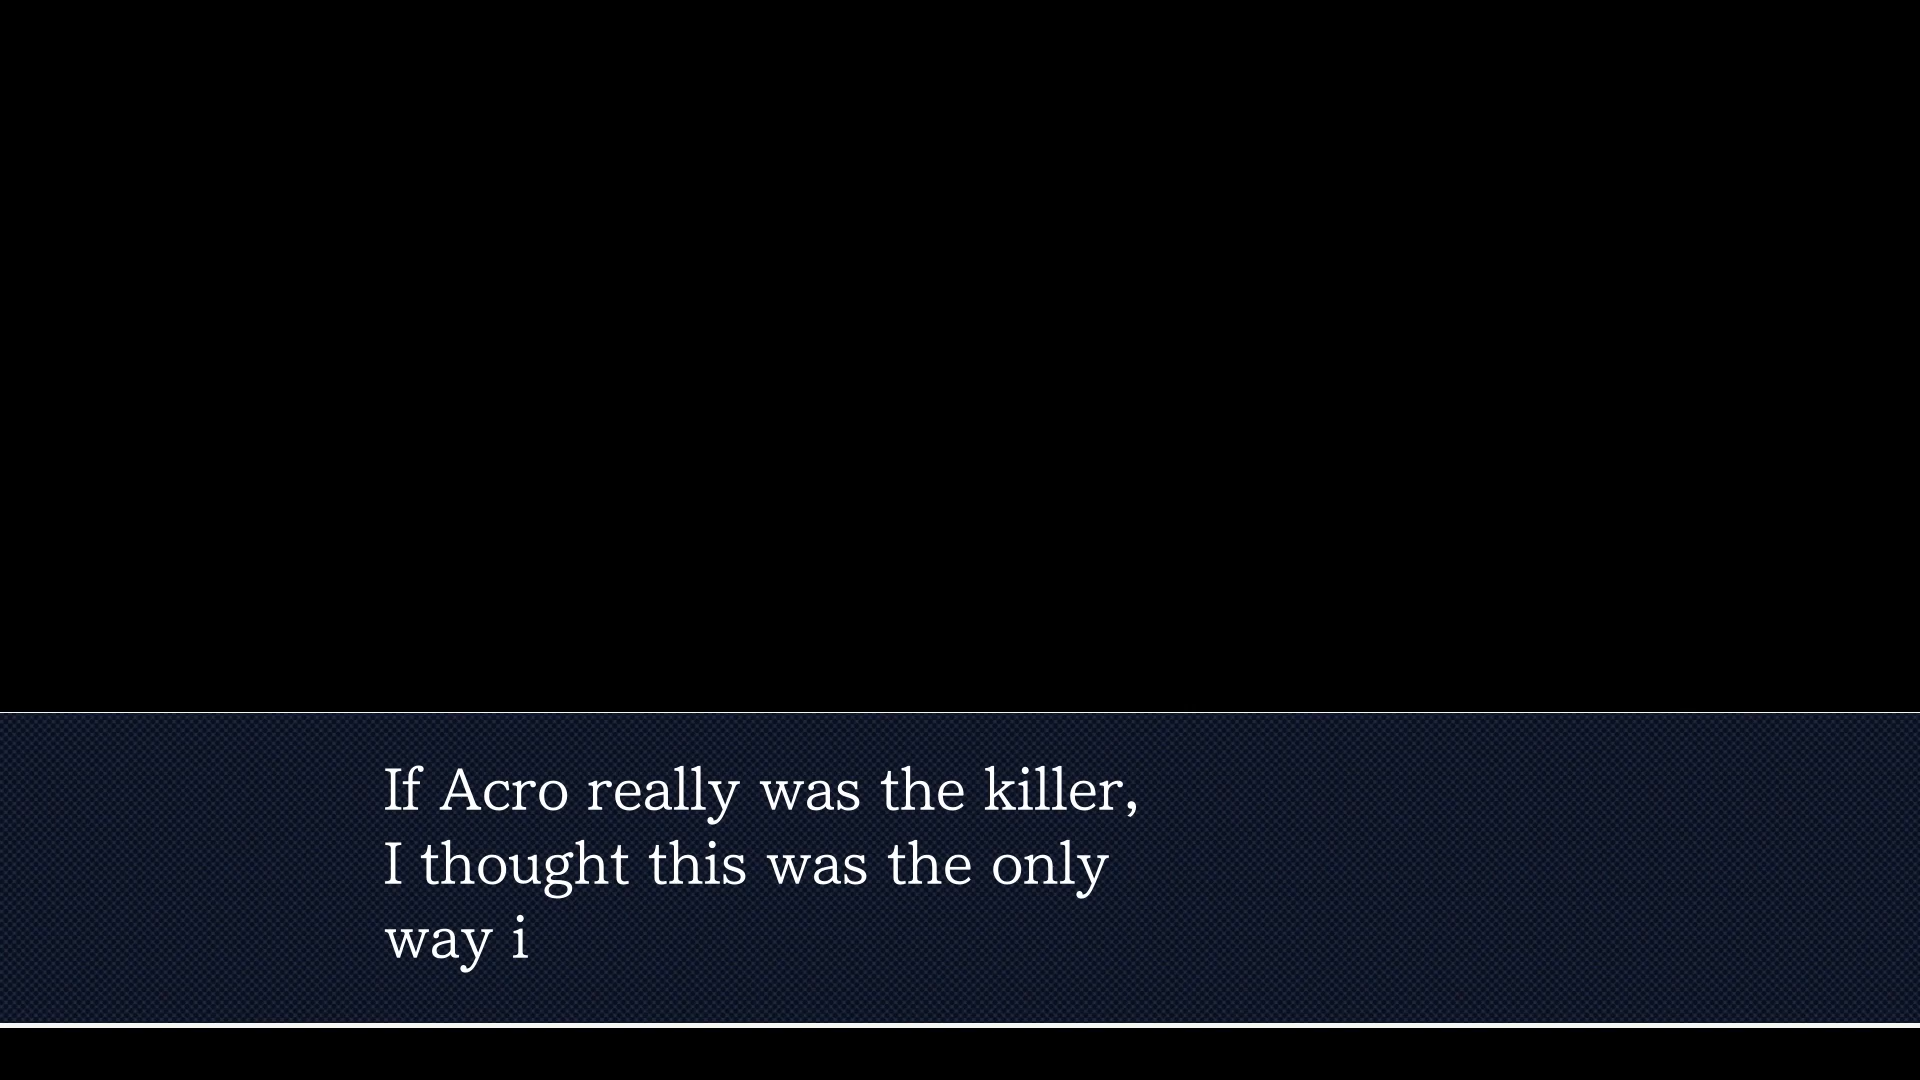 If Acro really was the killer,
I thought this was the only
way i